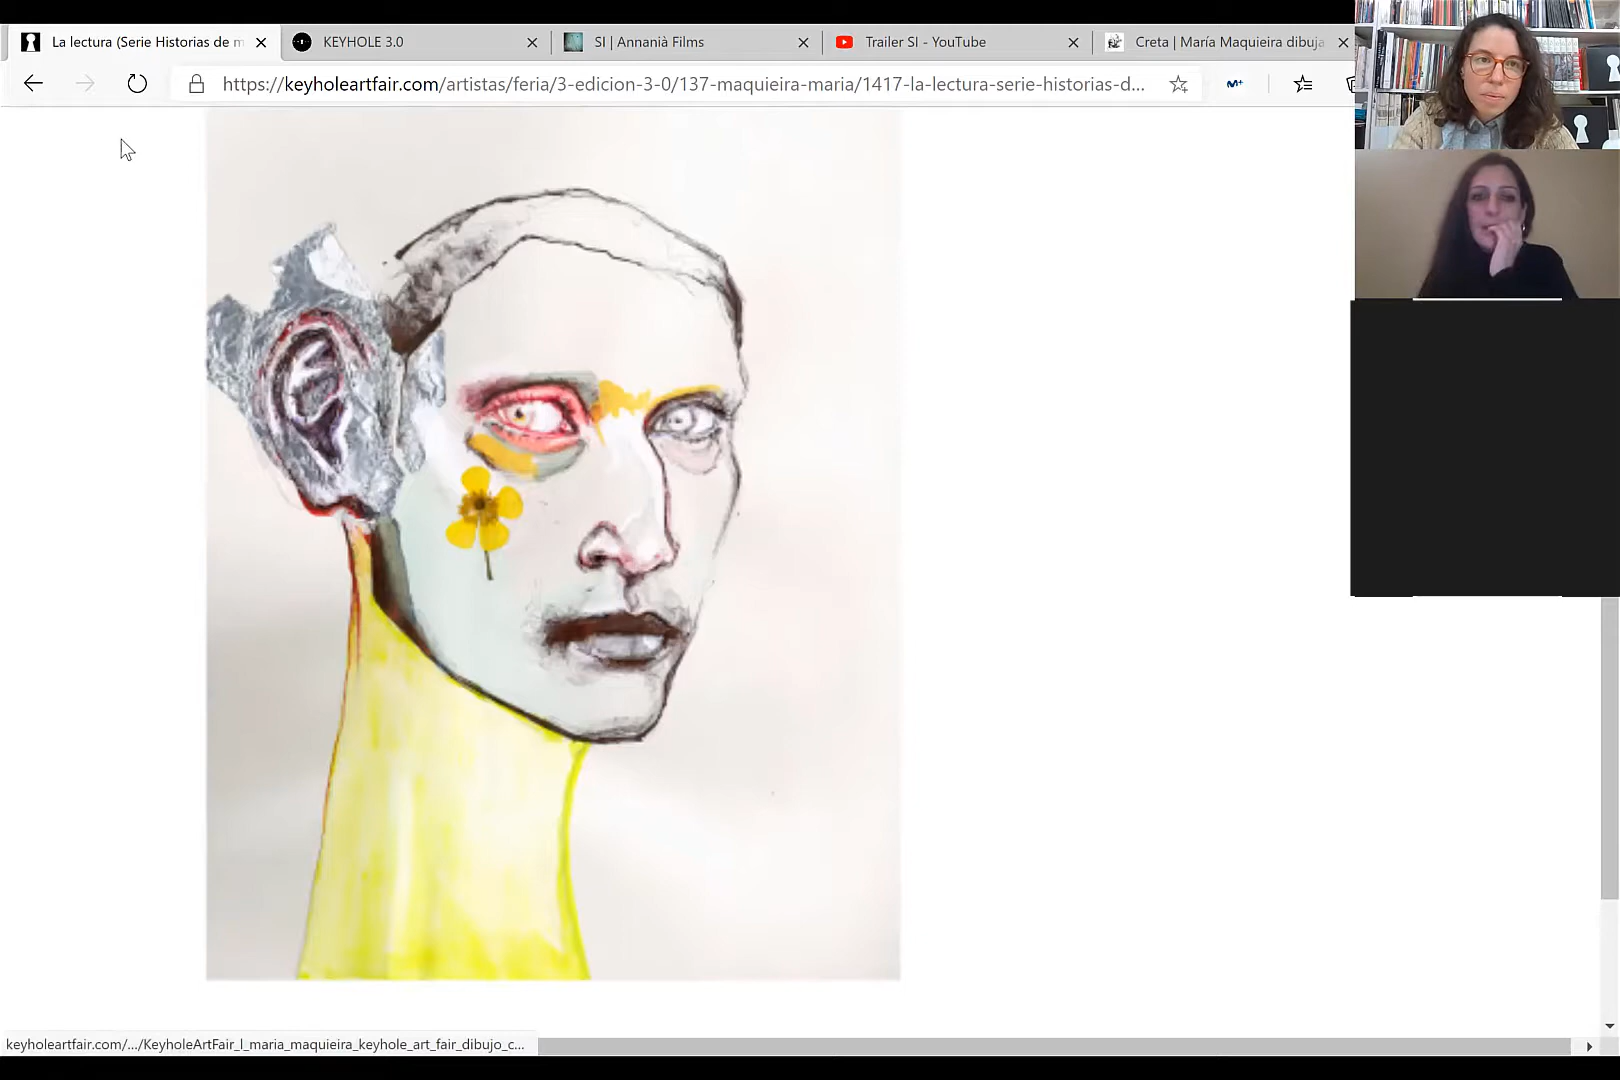 La lectura (Serie Historias de m
KEYHOLE 3.0
SI | Annanià Films
Trailer SI - YouTube
Creta | María Maquieira dibuja
https://keyholeartfair.com/artistas/feria/3-edicion-3-0/137-maquieira-maria/1417-la-lectura-serie-historias-d...
M+
keyholeartfair.com/.../KeyholeArtFair_l_maria_maquieira_keyhole_art_fair_dibujo_c...